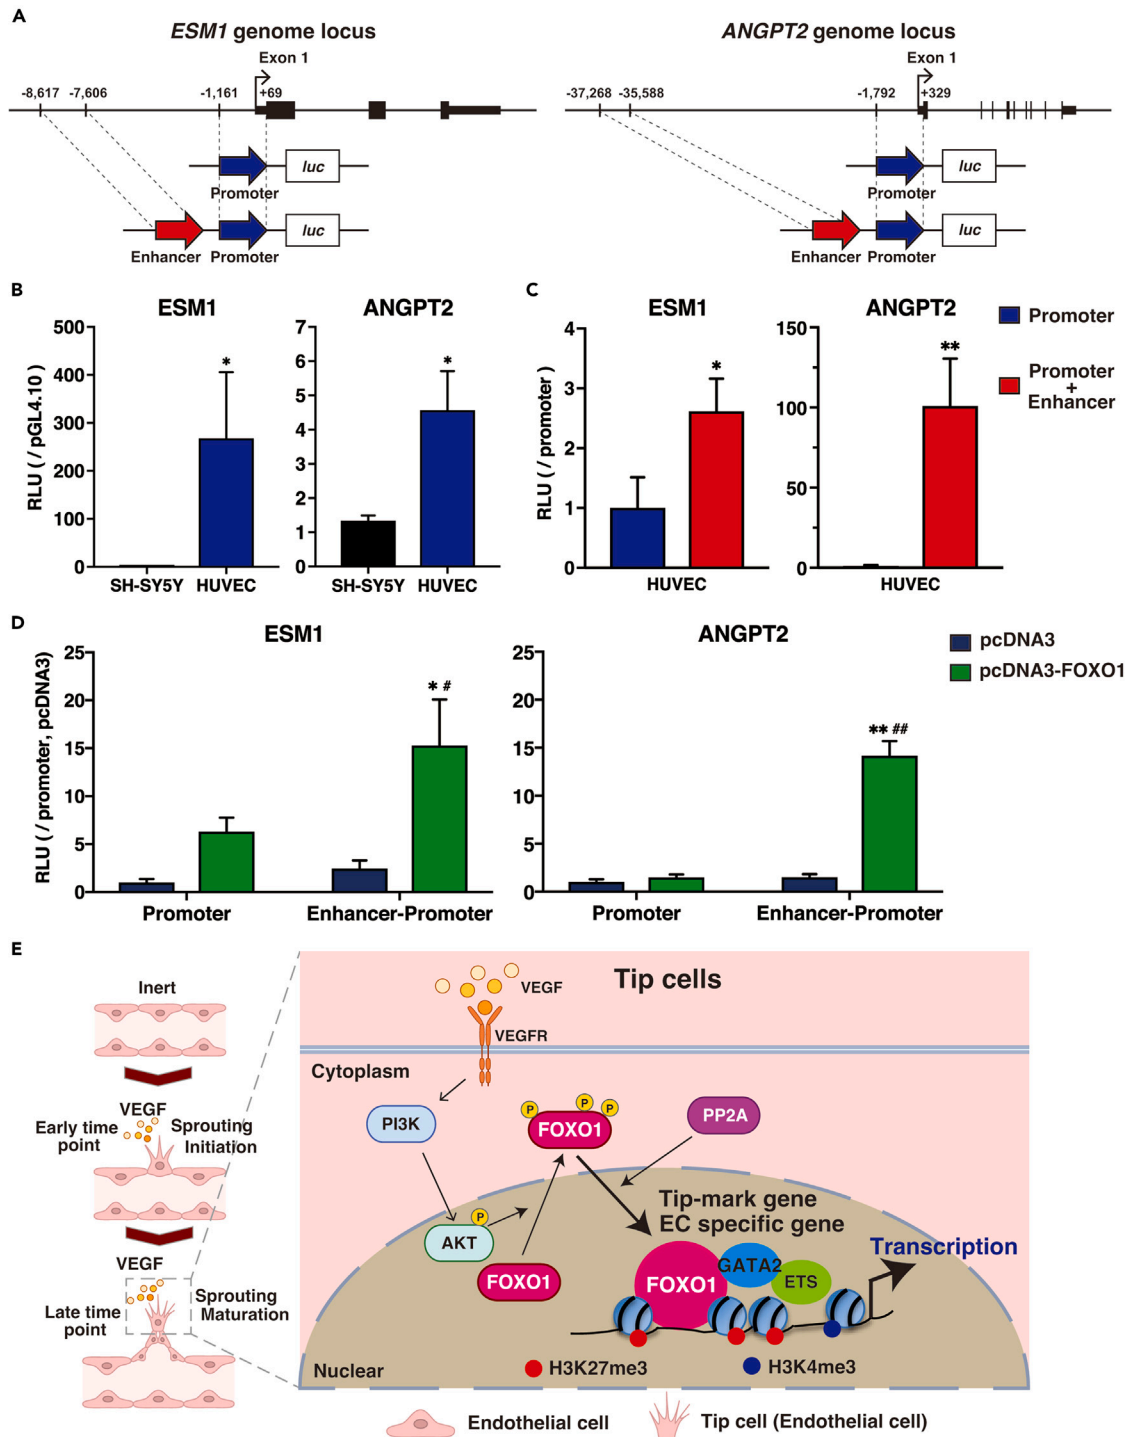 A
ESM1 genome locus
Exon 1
-8,617
-7,606
-1,161
+69
luc
Promoter
luc
Enhancer
Promoter
ANGPT2 genome locus
Exon 1
-37,268
-35,588
-1,792
+329
luc
Promoter
luc
Enhancer
Promoter
B
ESM1
RLU ( / pGL4.10)
500
400
300
200
100
0
*
SH-SY5Y
HUVEC
ANGPT2
7
6
5
4
3
2
1
0
*
SH-SY5Y
HUVEC
C
ESM1
RLU ( / promoter )
4
3
2
1
0
*
HUVEC
ANGPT2
150
100
50
0
**
HUVEC
Promoter
Promoter
+
Enhancer
D
ESM1
RLU ( / promoter, pcDNA3)
25
20
15
10
5
0
* #
Promoter
Enhancer-Promoter
ANGPT2
25
20
15
10
5
0
** ##
Promoter
Enhancer-Promoter
pcDNA3
pcDNA3-FOXO1
E
Inert
VEGF
Early time
point
Sprouting
Initiation
VEGF
Late time
point
Sprouting
Maturation
Tip cells
VEGF
VEGFR
Cytoplasm
PI3K
P
P
P
FOXO1
PP2A
P
AKT
FOXO1
Tip-mark gene
EC specific gene
FOXO1
GATA2
ETS
Transcription
Nuclear
H3K27me3
H3K4me3
Endothelial cell
Tip cell (Endothelial cell)